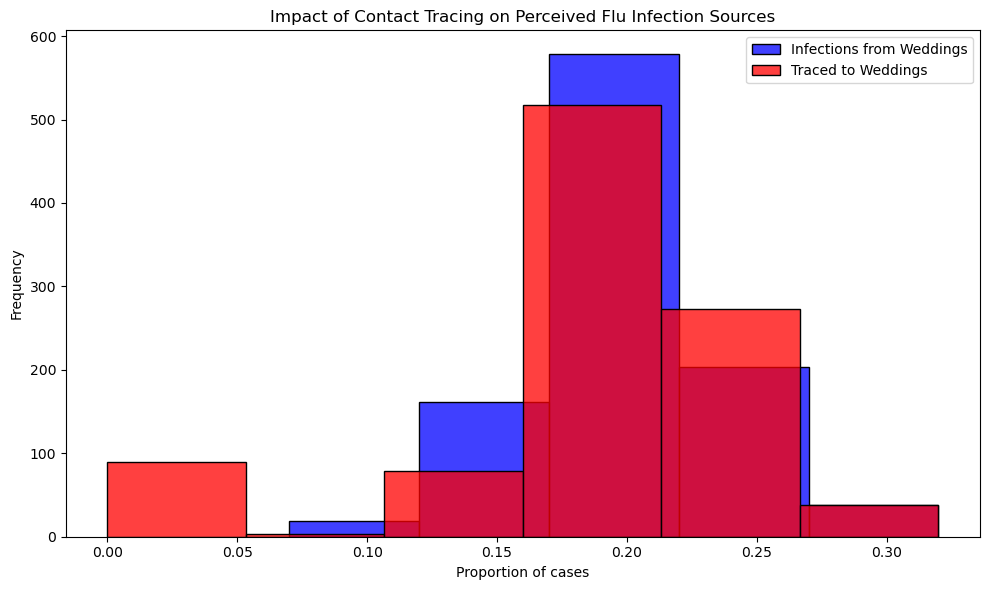 Impact of Contact Tracing on Perceived Flu Infection Sources
Infections from Weddings
Traced to Weddings
Frequency
600
500
400
300
200
100
0
0.00
0.05
0.10
0.15
0.20
0.25
0.30
Proportion of cases